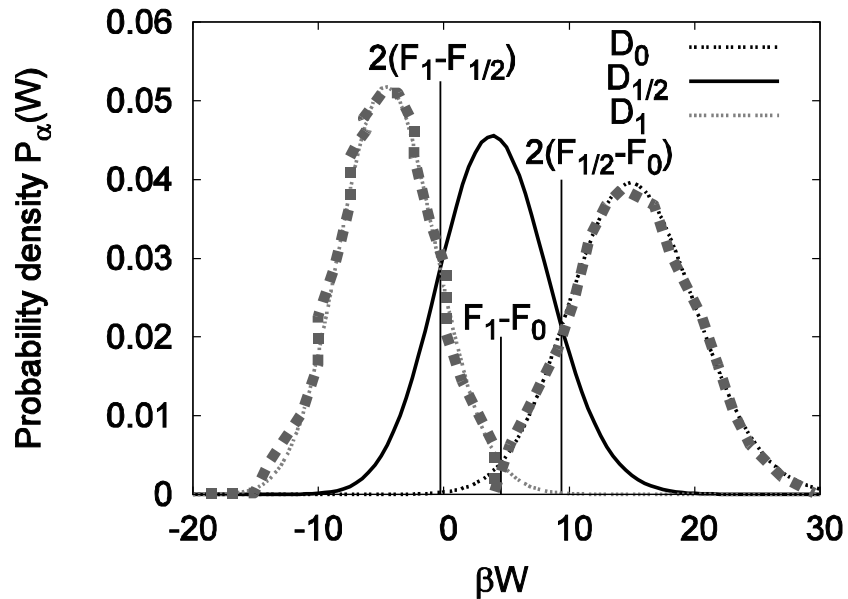 0.06
0.05
0.04
0.03
0.02
0.01
0
-20
-10
0
10
20
30
βW
Probability density Pα(W)
D0
D1/2
D1
2(F1-F1/2)
2(F1/2-F0)
F1-F0